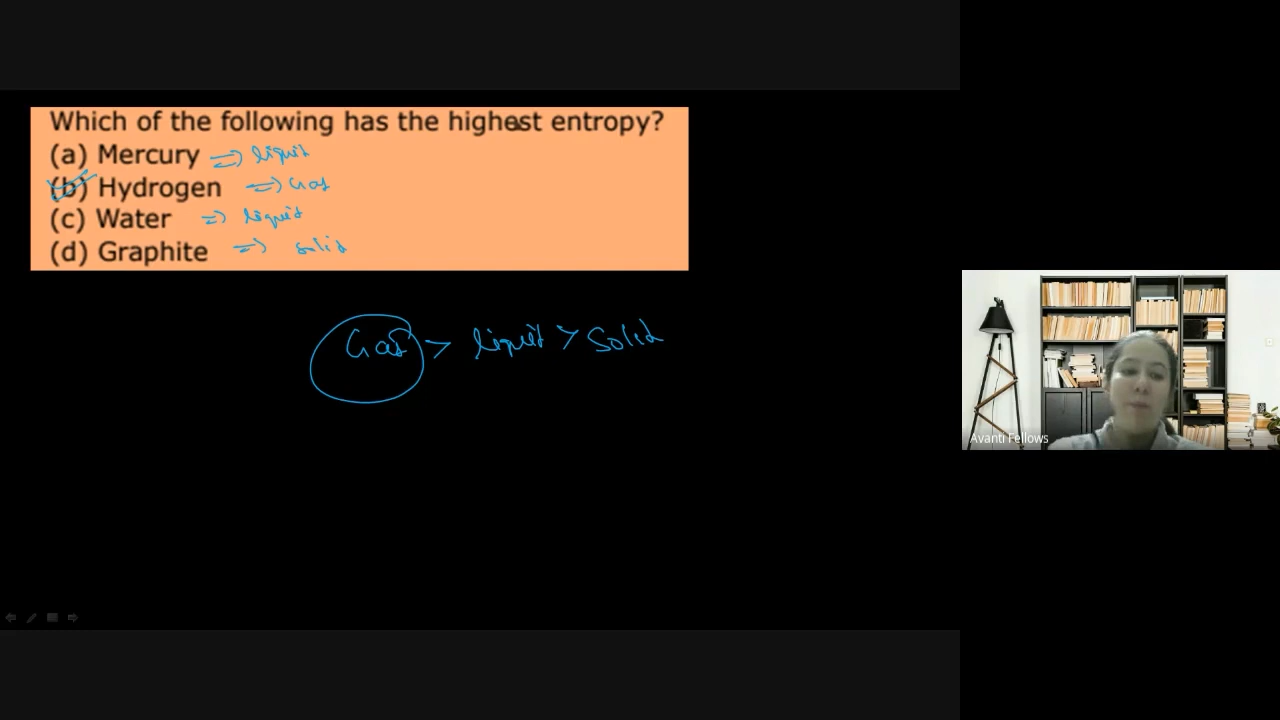 Which of the following has the highest entropy?
(a) Mercury => liquid
(b) Hydrogen => Gas
(c) Water => liquid
(d) Graphite => solid
Gas > liquid > Solid
Avanti Fellows